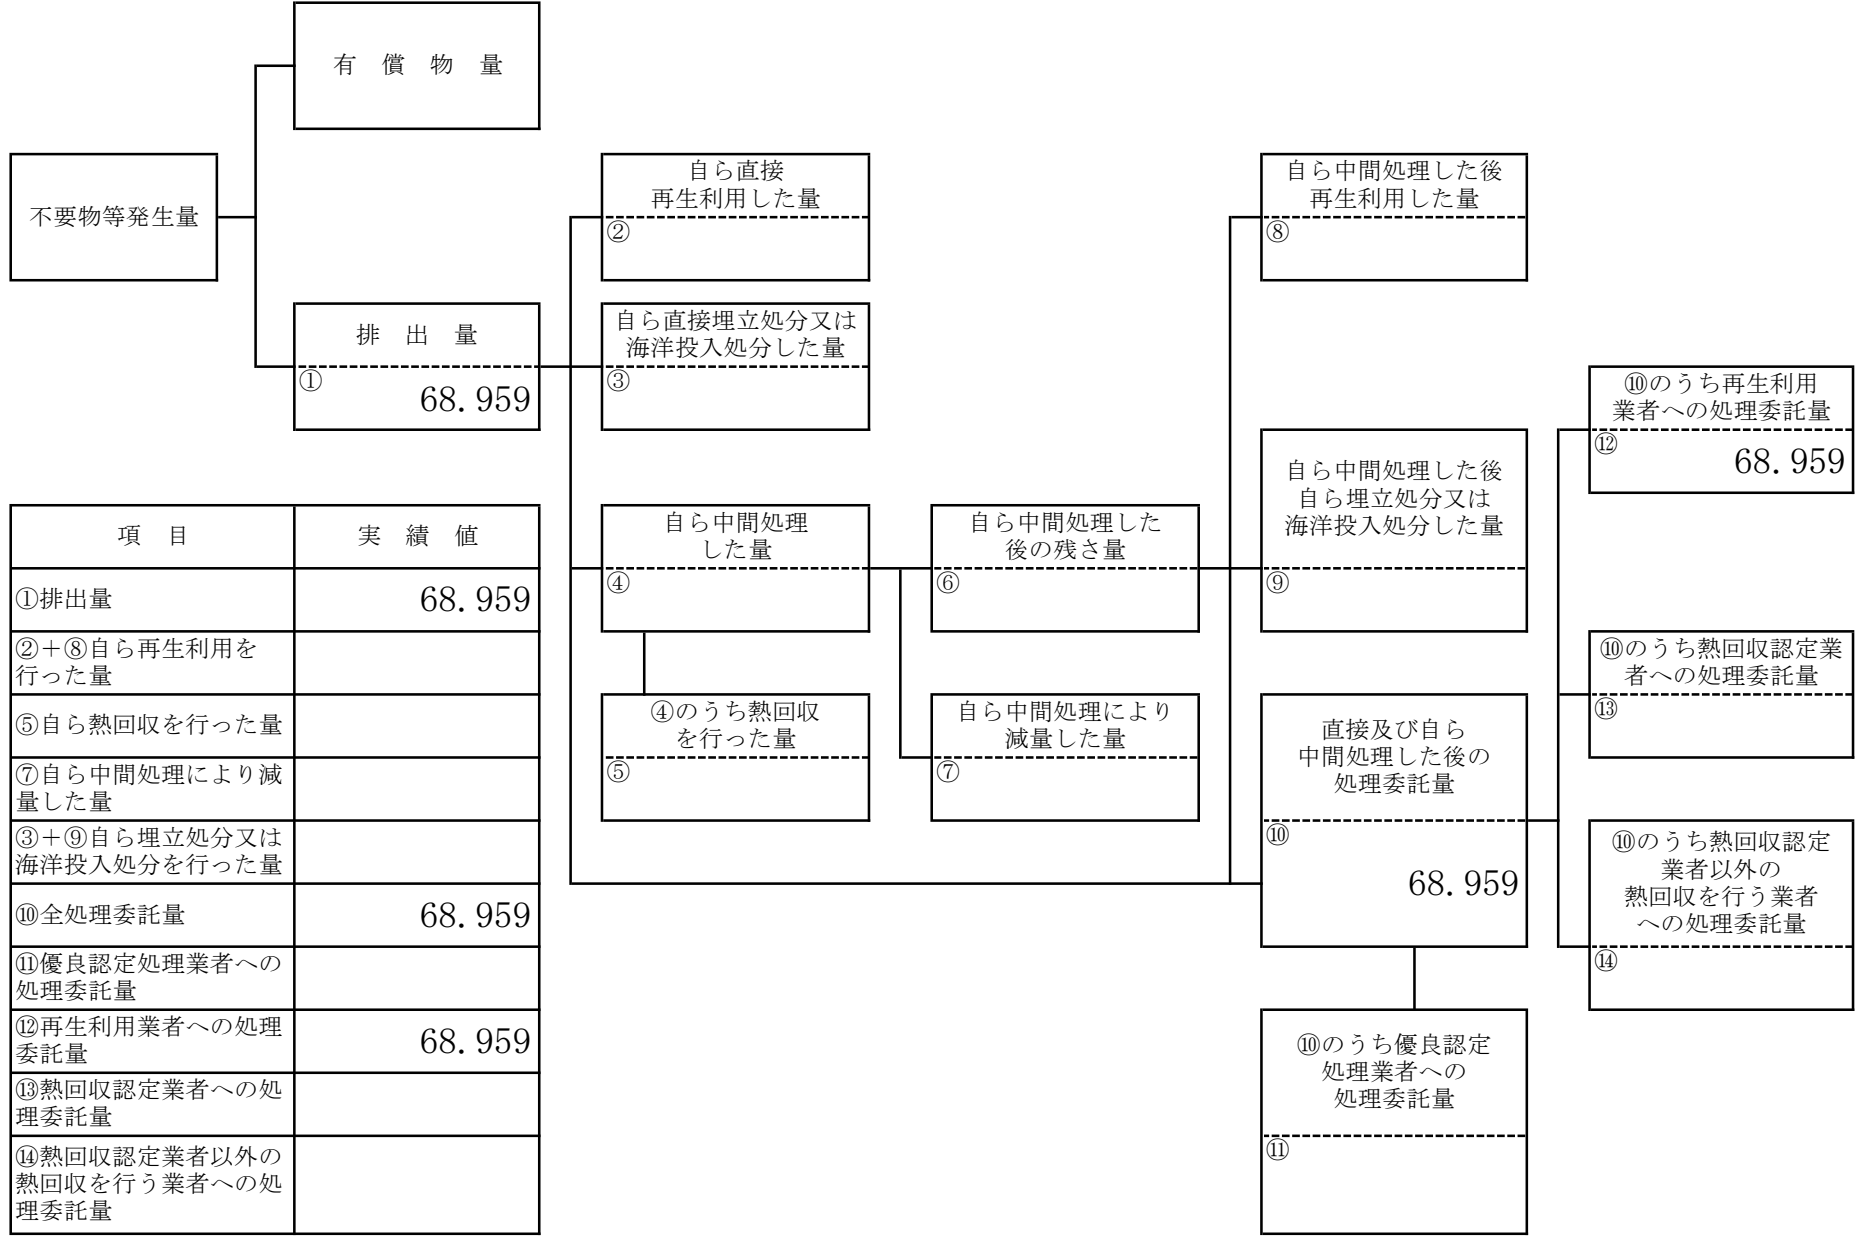 有　償　物　量
不要物等発生量
排　出　量
①
68.959
自ら直接
再生利用した量
②
自ら直接埋立処分又は
海洋投入処分した量
③
自ら中間処理
した量
④
④のうち熱回収
を行った量
⑤
自ら中間処理した
後の残さ量
⑥
自ら中間処理により
減量した量
⑦
自ら中間処理した後
再生利用した量
⑧
自ら中間処理した後
自ら埋立処分又は
海洋投入処分した量
⑨
直接及び自ら
中間処理した後の
処理委託量
⑩
68.959
⑩のうち優良認定
処理業者への
処理委託量
⑪
⑩のうち再生利用
業者への処理委託量
⑫
68.959
⑩のうち熱回収認定業
者への処理委託量
⑬
⑩のうち熱回収認定
業者以外の
熱回収を行う業者
への処理委託量
⑭
項　目
実　績　値
①排出量
68.959
②＋⑧自ら再生利用を
行った量
⑤自ら熱回収を行った量
⑦自ら中間処理により減
量した量
③＋⑨自ら埋立処分又は
海洋投入処分を行った量
⑩全処理委託量
68.959
⑪優良認定処理業者への
処理委託量
⑫再生利用業者への処理
委託量
68.959
⑬熱回収認定業者への処
理委託量
⑭熱回収認定業者以外の
熱回収を行う業者への処
理委託量